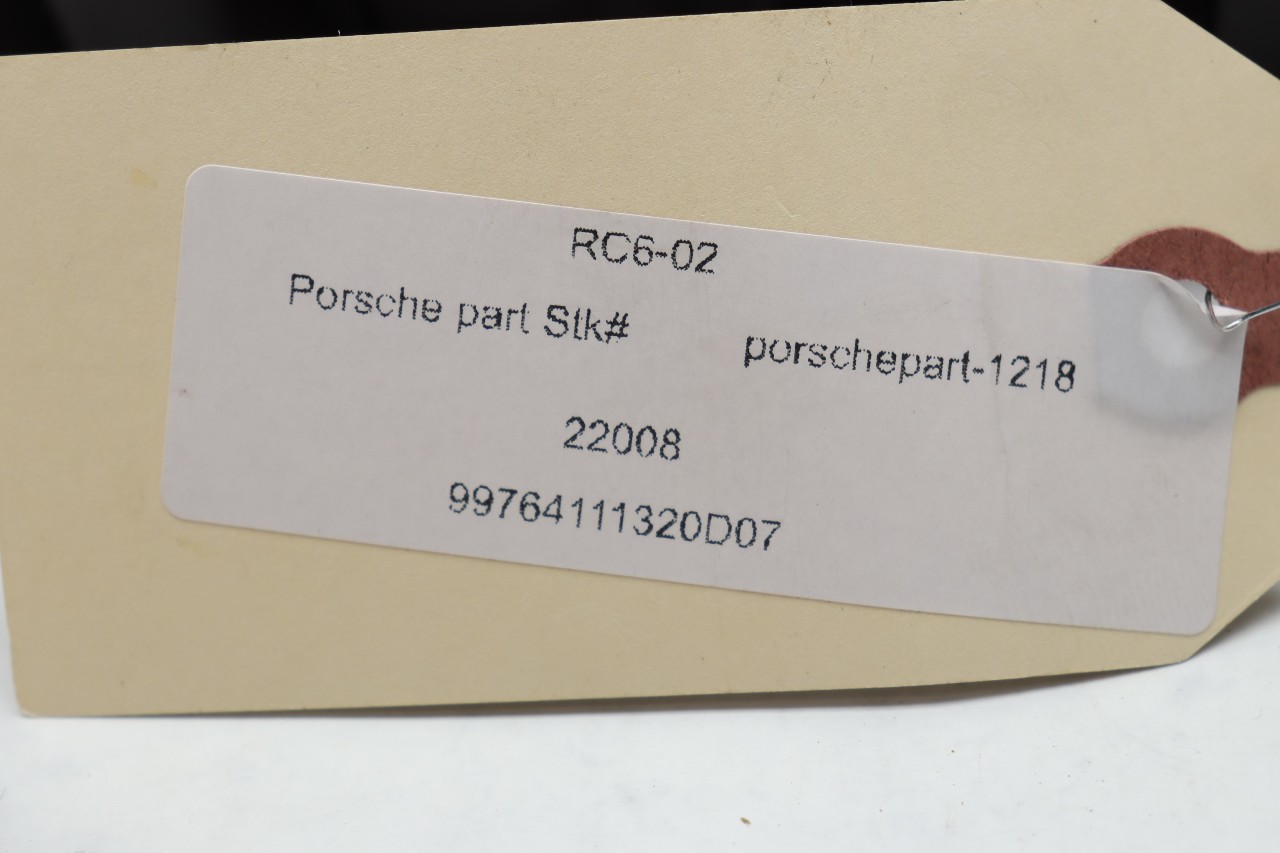 RC6-02
Porsche part Stk# porschepart-1218
22008
99764111320D07